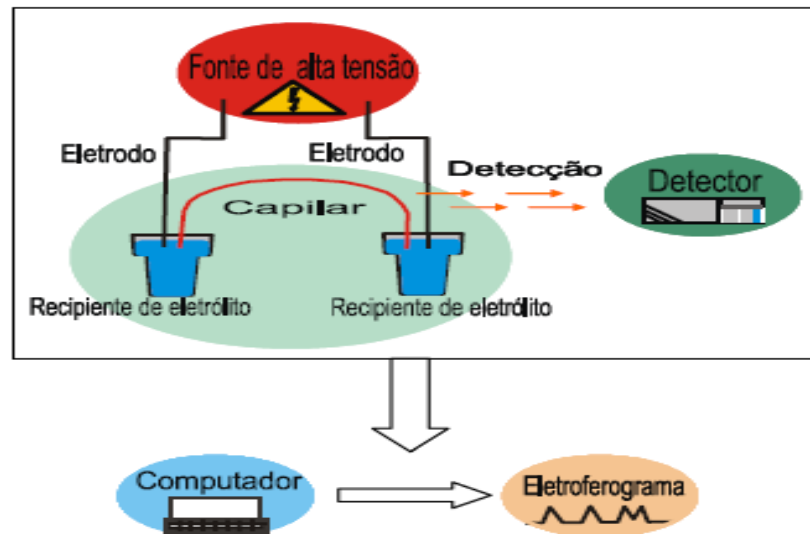 Fonte de alta tensão
Eletrodo
Eletrodo
Detecção
Detector
Capilar
Recipiente de eletrólito
Recipiente de eletrólito
Computador
Eletroferograma